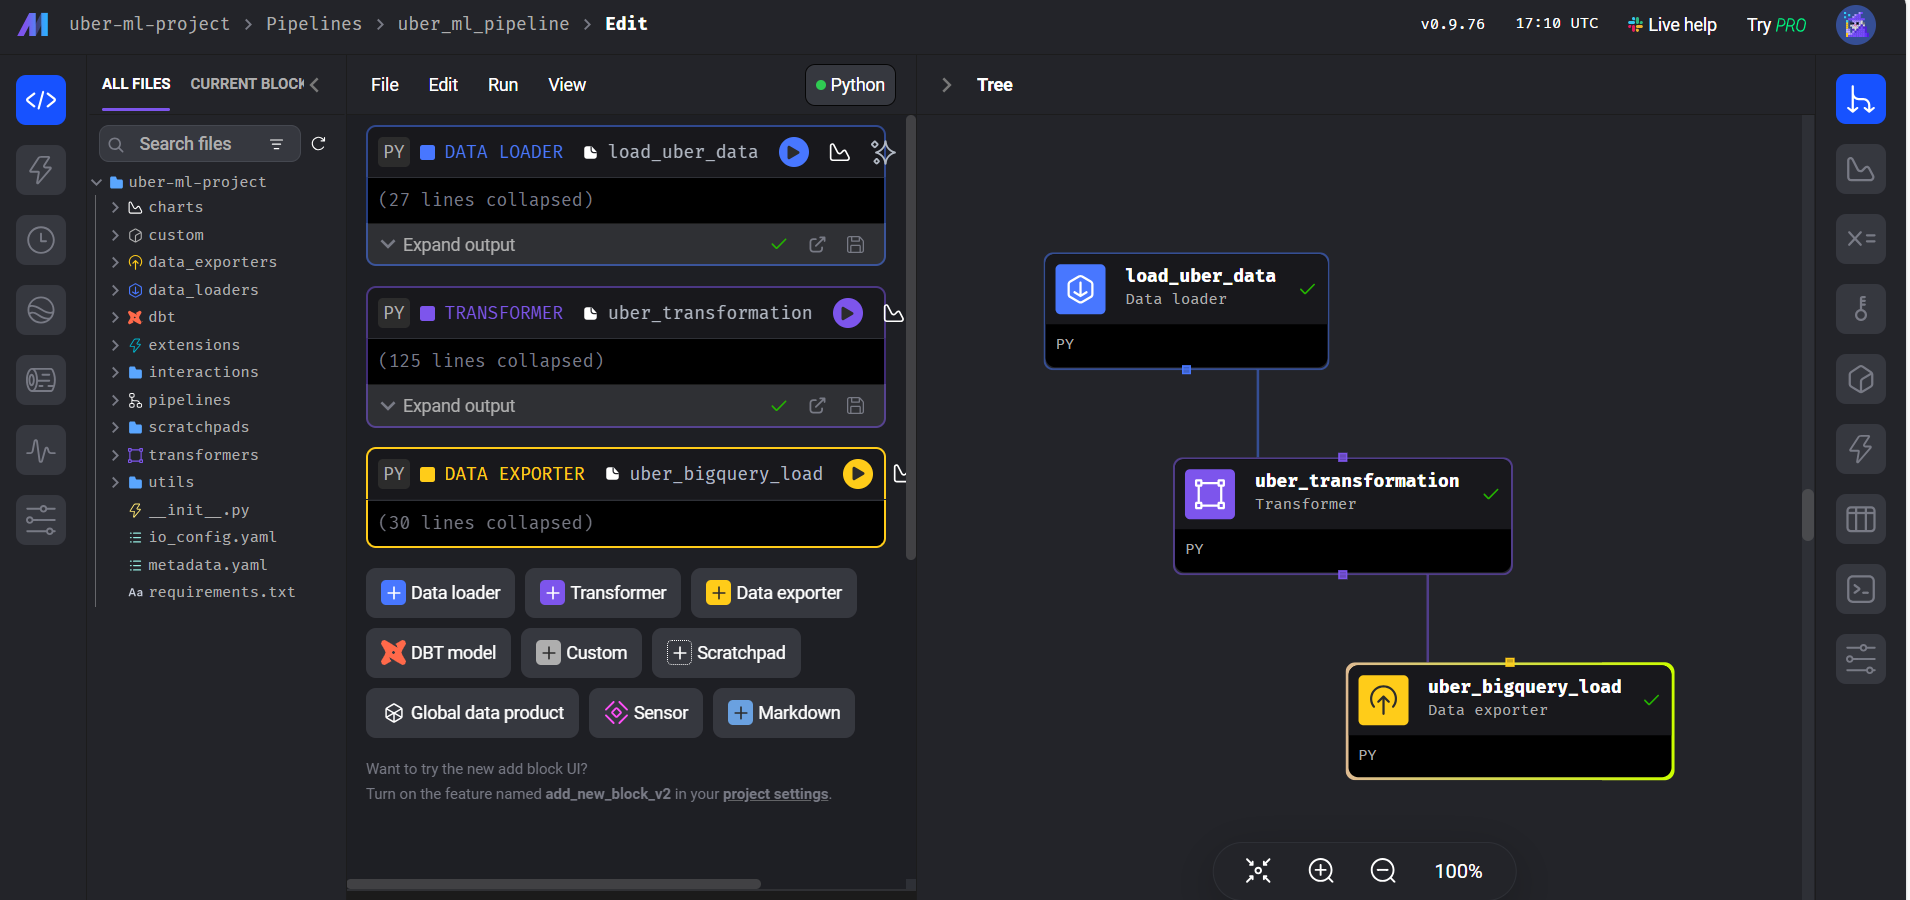 uber-ml-project > Pipelines > uber_ml_pipeline > Edit
v0.9.76 17:10 UTC Live help Try PRO
ALL FILES CURRENT BLOCK
Search files
uber-ml-project
charts
custom
data_exporters
data_loaders
dbt
extensions
interactions
pipelines
scratchpads
transformers
utils
__init__.py
io_config.yaml
metadata.yaml
Aa requirements.txt
File Edit Run View Python
PY DATA LOADER load_uber_data
(27 lines collapsed)
Expand output
PY TRANSFORMER uber_transformation
(125 lines collapsed)
Expand output
PY DATA EXPORTER uber_bigquery_load
(30 lines collapsed)
Data loader Transformer Data exporter
DBT model Custom Scratchpad
Global data product Sensor Markdown
Want to try the new add block UI?
Turn on the feature named add_new_block_v2 in your project settings.
Tree
load_uber_data
Data loader
PY
uber_transformation
Transformer
PY
uber_bigquery_load
Data exporter
PY
100%